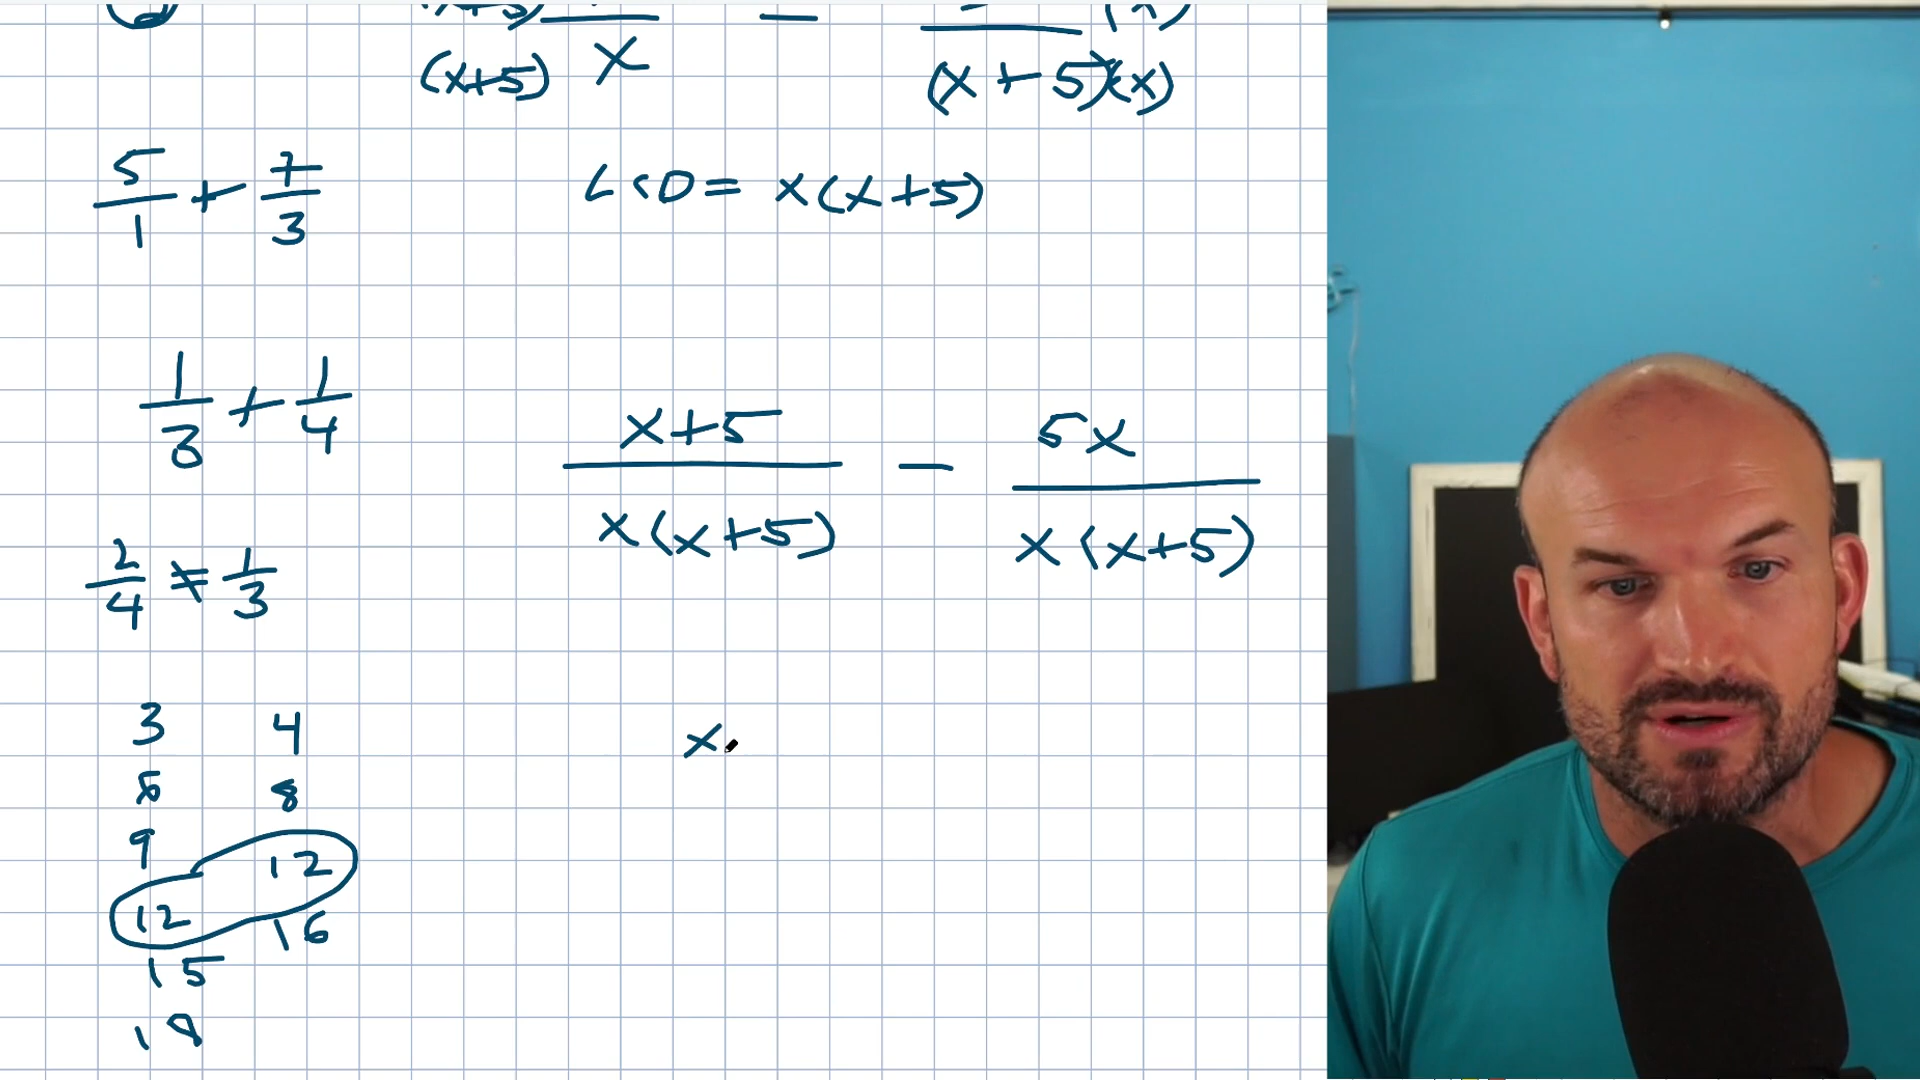 (x+5) / x − / (x+5)(x)
5/1 + 7/3
LCD = x(x+5)
1/3 + 1/4
x+5 / x(x+5) − 5x / x(x+5)
2/4 ≠ 1/3
3 4
6 8
9 12
12 16
15
18
x